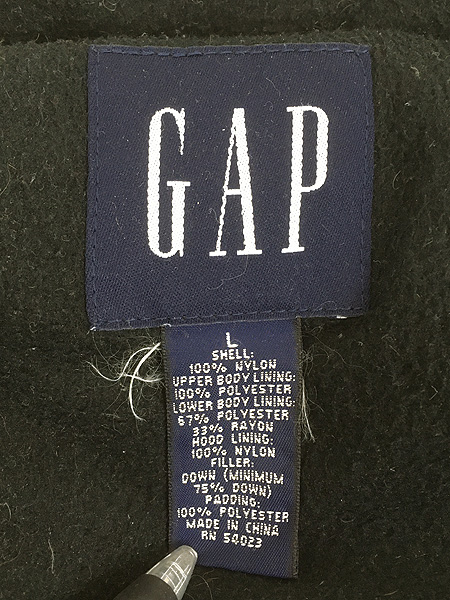 GAP
L
SHELL:
100% NYLON
UPPER BODY LINING:
100% POLYESTER
LOWER BODY LINING:
67% POLYESTER
33% RAYON
HOOD LINING:
100% NYLON
FILLER:
DOWN (MINIMUM
75% DOWN)
PADDING:
100% POLYESTER
MADE IN CHINA
RN 54023